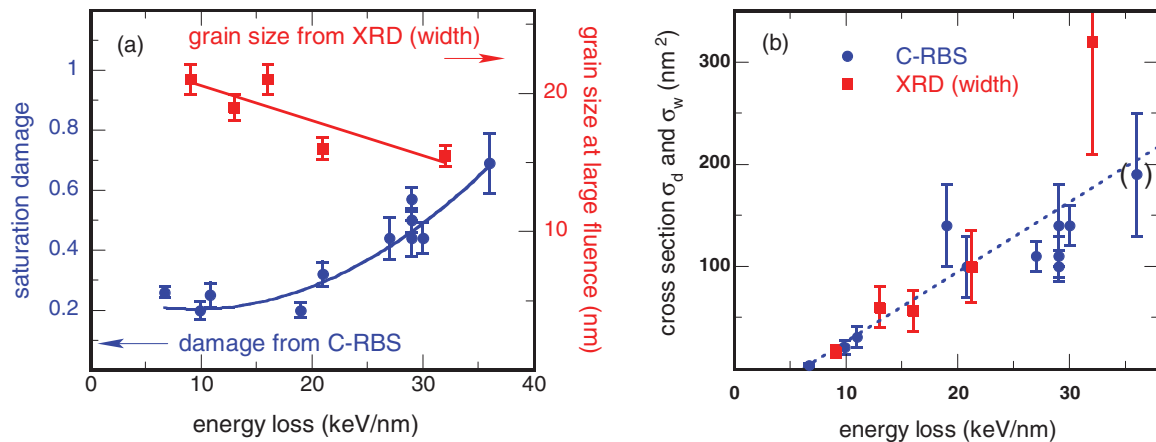 (a)
grain size from XRD (width)
saturation damage
1
0.8
0.6
0.4
0.2
damage from C-RBS
0
10
20
30
40
energy loss (keV/nm)
20
10
grain size at large fluence (nm)
(b)
C-RBS
XRD (width)
cross section σd and σw (nm²)
300
200
100
( )
0
10
20
30
energy loss (keV/nm)